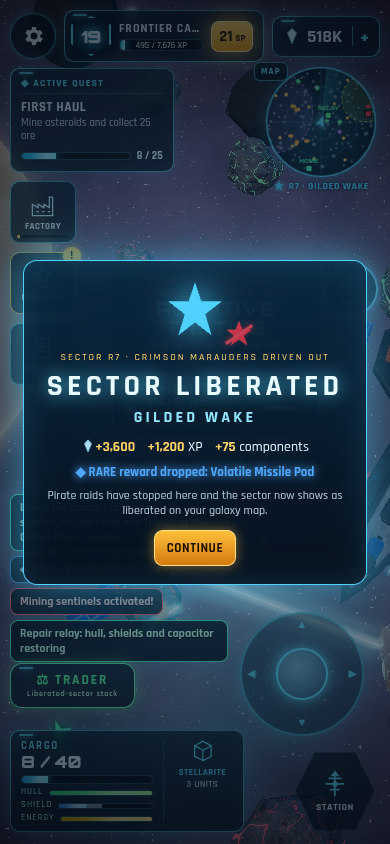 19
FRONTIER CA...
495 / 7,676 XP
21 SP
518K
+
◆ ACTIVE QUEST
FIRST HAUL
Mine asteroids and collect 25
ore
8 / 25
MAP
RELAY
HOME
★ R7 · GILDED WAKE
FACTORY
!
SECTOR R7 · CRIMSON MARAUDERS DRIVEN OUT
SECTOR LIBERATED
GILDED WAKE
+3,600 +1,200 XP +75 components
◆ RARE reward dropped: Volatile Missile Pod
Pirate raids have stopped here and the sector now shows as
liberated on your galaxy map.
CONTINUE
Mining sentinels activated!
Repair relay: hull, shields and capacitor
restoring
TRADER
Liberated-sector stock
CARGO
8 / 40
HULL
SHIELD
ENERGY
STELLARITE
3 UNITS
STATION